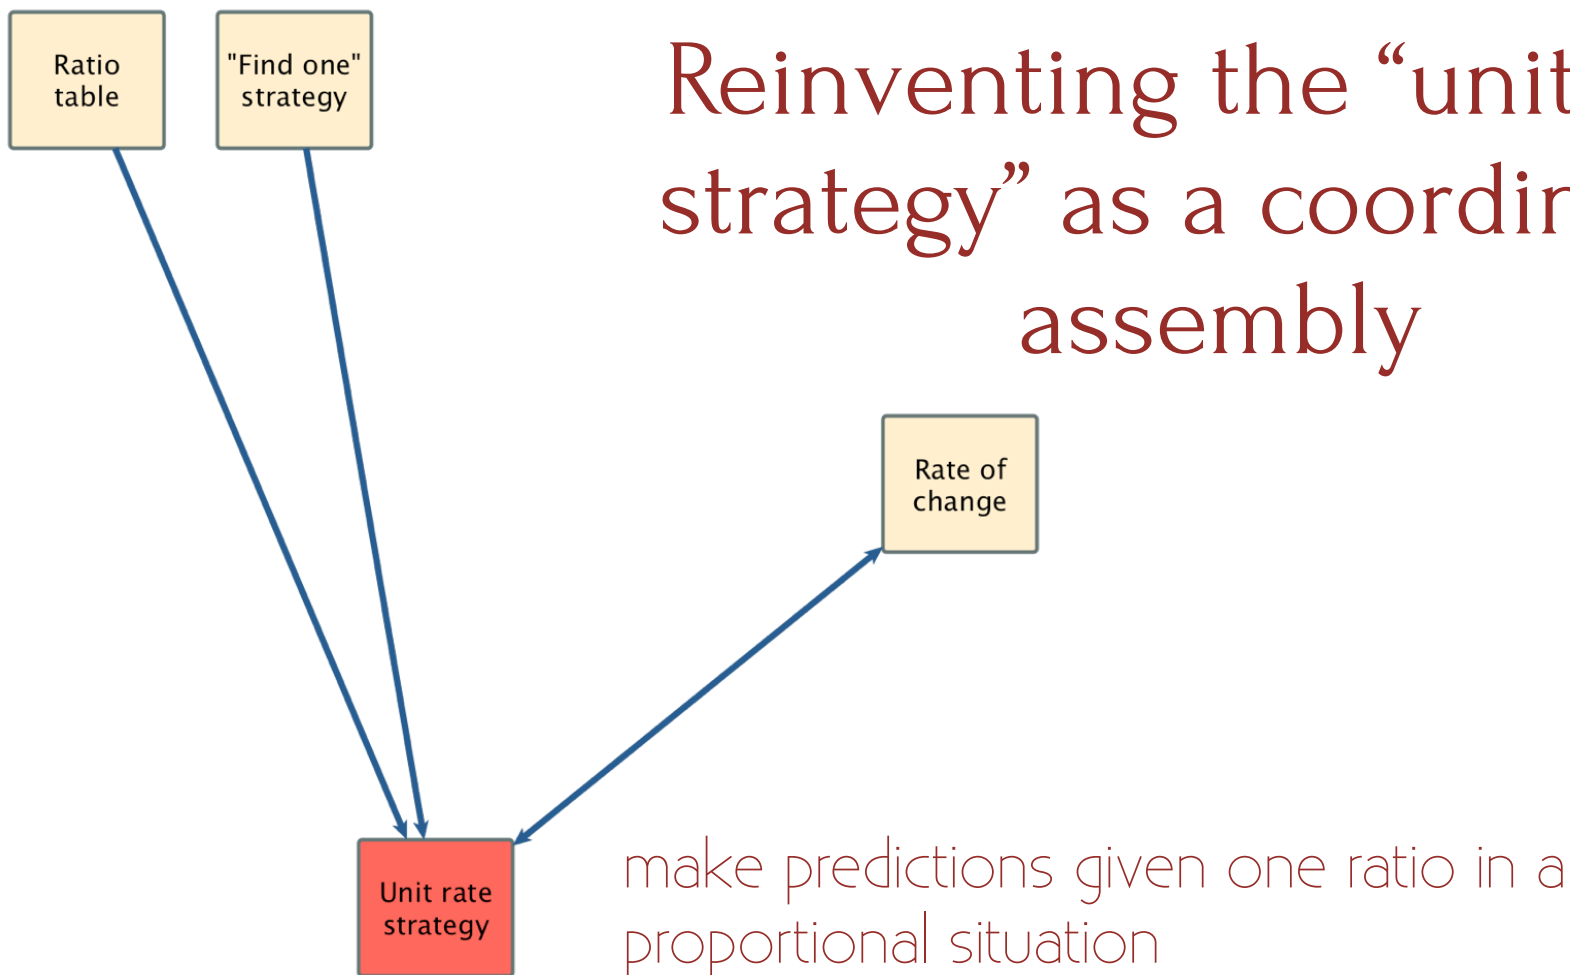 Ratio
table
"Find one"
strategy
Reinventing the “unit
strategy” as a
assembly
Rate of
change
Unit rate
strategy
make predictions given one ratio in a
proportional situation